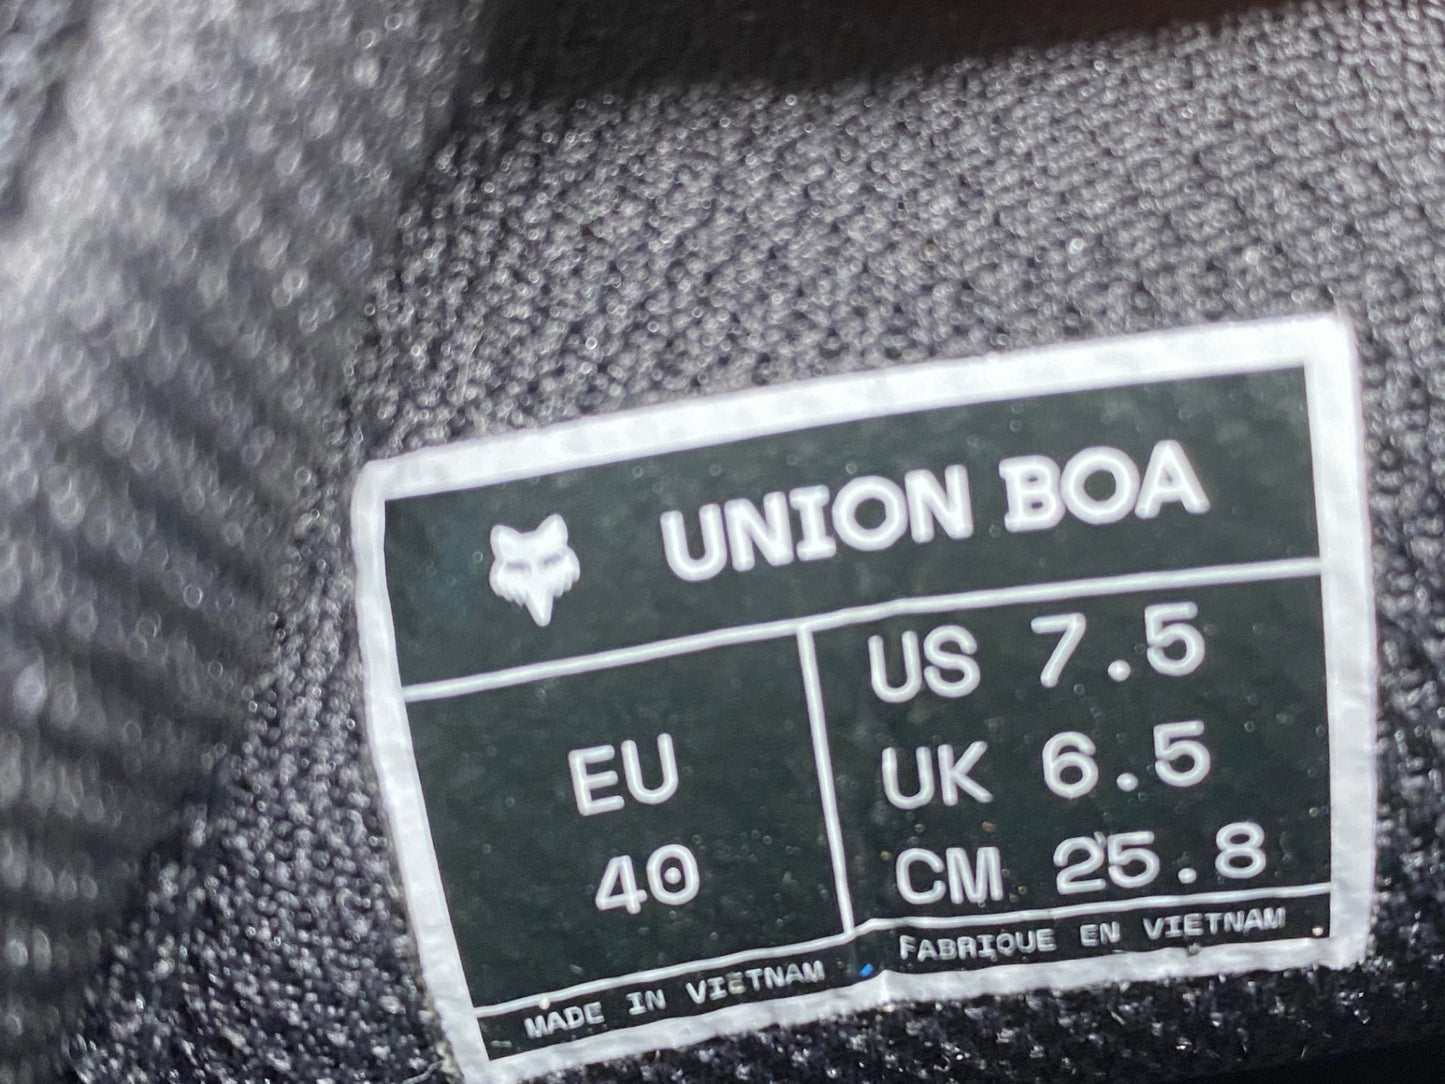 UNION BOA
EU
40
US 7.5
UK 6.5
CM 25.8
MADE IN VIETNAM
FABRIQUE EN VIETNAM